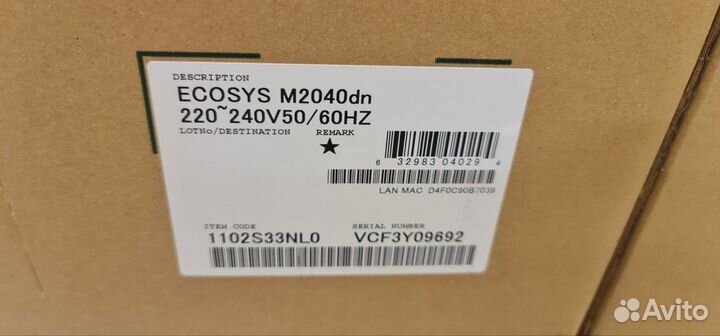 DESCRIPTION
ECOSYS M2040dn
220~240V50/60HZ
LOTNo/DESTINATION REMARK
★
6 32983 04029 4
LAN MAC D4F0C90B7039
ITEM CODE SERIAL NUMBER
1102S33NL0 VCF3Y09692
Avito